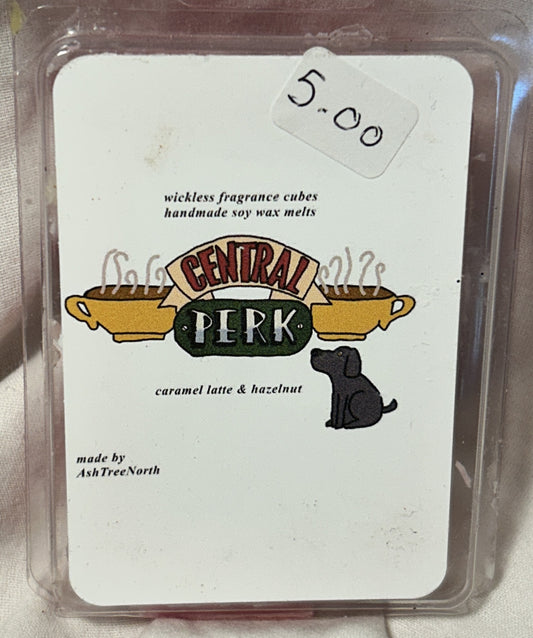 5.00
wickless fragrance cubes
handmade soy wax melts
CENTRAL
PERK
caramel latte & hazelnut
made by
AshTreeNorth